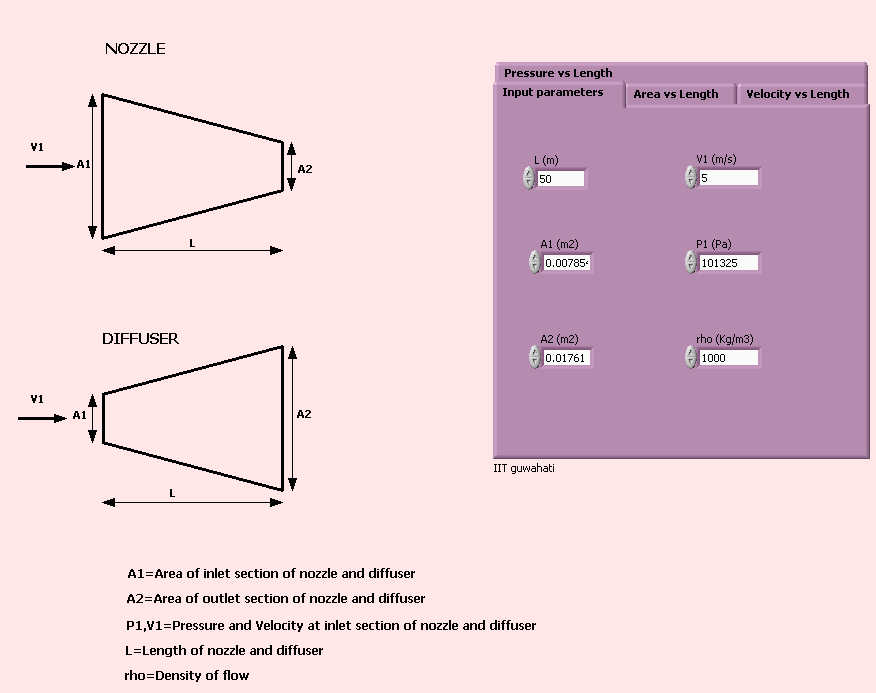 NOZZLE
V1
A1
A2
L
DIFFUSER
V1
A1
A2
L
Pressure vs Length
Input parameters Area vs Length Velocity vs Length
L (m) V1 (m/s)
50 5
A1 (m2) P1 (Pa)
0.00785 101325
A2 (m2) rho (Kg/m3)
0.01761 1000
IIT guwahati
A1=Area of inlet section of nozzle and diffuser
A2=Area of outlet section of nozzle and diffuser
P1,V1=Pressure and Velocity at inlet section of nozzle and diffuser
L=Length of nozzle and diffuser
rho=Density of flow